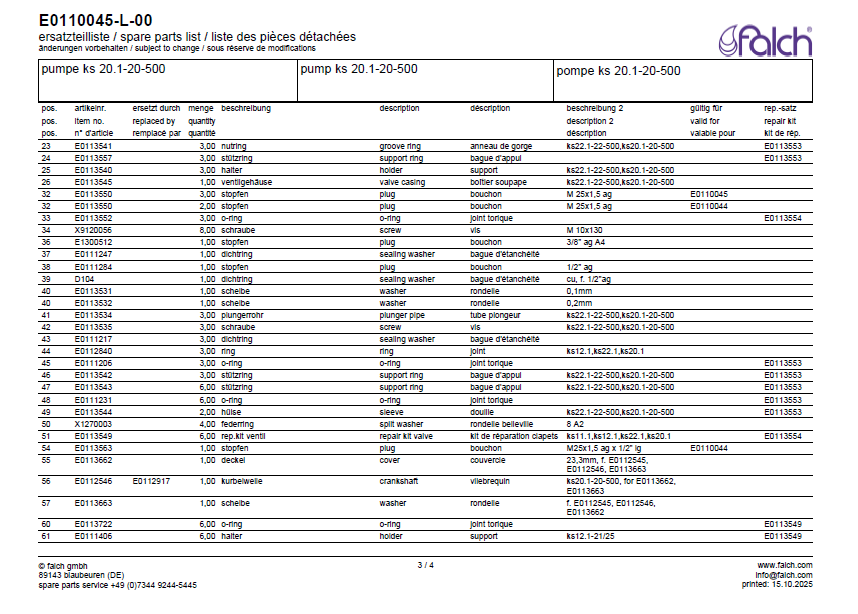 E0110045-L-00
ersatzteilliste / spare parts list / liste des pièces détachées
änderungen vorbehalten / subject to change / sous réserve de modifications
falch®
pumpe ks 20.1-20-500 pump ks 20.1-20-500 pompe ks 20.1-20-500
pos. artikelnr. ersetzt durch menge beschreibung description déscription beschreibung 2 gültig für rep.-satz
pos. item no. replaced by quantity description 2 valid for repair kit
pos. n° d'article remplacé par quantité déscription valable pour kit de rép.
23 E0113541 3,00 nutring groove ring anneau de gorge ks22.1-22-500,ks20.1-20-500 E0113553
24 E0113557 3,00 stützring support ring bague d'appui E0113553
25 E0113540 3,00 halter holder support ks22.1-22-500,ks20.1-20-500
26 E0113545 1,00 ventilgehäuse valve casing boîtier soupape ks22.1-22-500,ks20.1-20-500
32 E0113550 3,00 stopfen plug bouchon M 25x1,5 ag E0110045
32 E0113550 2,00 stopfen plug bouchon M 25x1,5 ag E0110044
33 E0113552 3,00 o-ring o-ring joint torique E0113554
34 X9120056 8,00 schraube screw vis M 10x130
36 E1300512 1,00 stopfen plug bouchon 3/8" ag A4
37 E0111247 1,00 dichtring sealing washer bague d'étanchéité
38 E0111284 1,00 stopfen plug bouchon 1/2" ag
39 D104 1,00 dichtring sealing washer bague d'étanchéité cu, f. 1/2"ag
40 E0113531 1,00 scheibe washer rondelle 0,1mm
40 E0113532 1,00 scheibe washer rondelle 0,2mm
41 E0113534 3,00 plungerrohr plunger pipe tube plongeur ks22.1-22-500,ks20.1-20-500
42 E0113535 3,00 schraube screw vis ks22.1-22-500,ks20.1-20-500
43 E0111217 3,00 dichtring sealing washer bague d'étanchéité
44 E0112840 3,00 ring ring joint ks12.1,ks22.1,ks20.1
45 E0111206 3,00 o-ring o-ring joint torique E0113553
46 E0113542 3,00 stützring support ring bague d'appui ks22.1-22-500,ks20.1-20-500 E0113553
47 E0113543 6,00 stützring support ring bague d'appui ks22.1-22-500,ks20.1-20-500 E0113553
48 E0111231 6,00 o-ring o-ring joint torique E0113553
49 E0113544 2,00 hülse sleeve douille ks22.1-22-500,ks20.1-20-500 E0113553
50 X1270003 4,00 federring split washer rondelle belleville 8 A2
51 E0113549 6,00 rep.kit ventil repair kit valve kit de réparation clapets ks11.1,ks12.1,ks22.1,ks20.1 E0113554
54 E0113563 1,00 stopfen plug bouchon M25x1,5 ag x 1/2" ig E0110044
55 E0113662 1,00 deckel cover couvercle 23,3mm, f. E0112545,
E0112546, E0113663
56 E0112546 E0112917 1,00 kurbelwelle crankshaft vilebrequin ks20.1-20-500, for E0113662,
E0113663
57 E0113663 1,00 scheibe washer rondelle f. E0112545, E0112546,
E0113662
60 E0113722 6,00 o-ring o-ring joint torique E0113549
61 E0111406 6,00 halter holder support ks12.1-21/25 E0113549
© falch gmbh 3 / 4 www.falch.com
89143 blaubeuren (DE) info@falch.com
spare parts service +49 (0)7344 9244-5445 printed: 15.10.2025